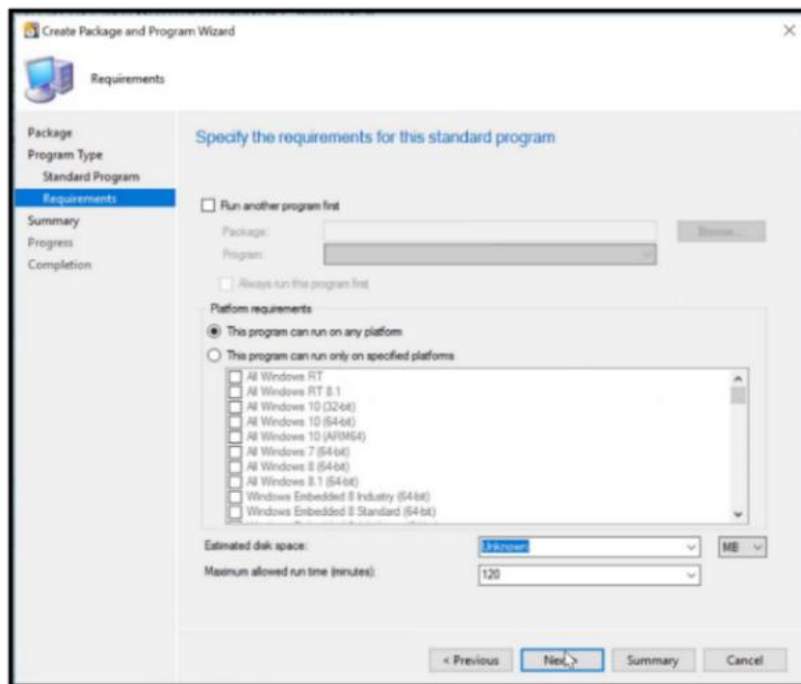 Create Package and Program Wizard
Requirements
Package
Program Type
Standard Program
Requirements
Summary
Progress
Completion
Specify the requirements for this standard program
Run another program first
Package:
Browse...
Program:
Always run this program first
Platform requirements
This program can run on any platform
This program can run only on specified platforms
All Windows RT
All Windows RT 8.1
All Windows 10 (32-bit)
All Windows 10 (64-bit)
All Windows 10 (ARM64)
All Windows 7 (64-bit)
All Windows 8 (64-bit)
All Windows 8.1 (64-bit)
Windows Embedded 8 Industry (64-bit)
Windows Embedded 8 Standard (64-bit)
Estimated disk space: Unknown MB
Maximum allowed run time (minutes): 120
< Previous Next > Summary Cancel